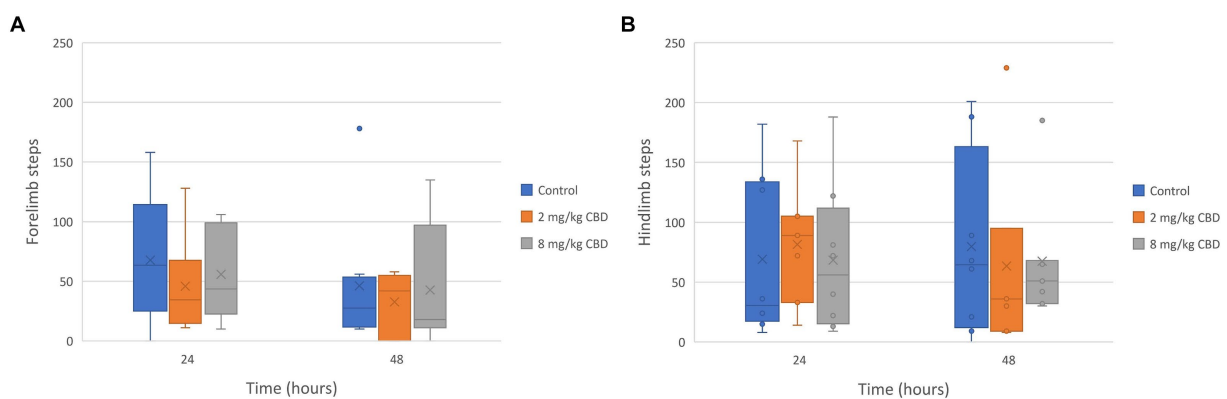 A
250
200
150
100
50
0
Forelimb steps
24
48
Time (hours)
Control
2 mg/kg CBD
8 mg/kg CBD
B
250
200
150
100
50
0
Hindlimb steps
24
48
Time (hours)
Control
2 mg/kg CBD
8 mg/kg CBD